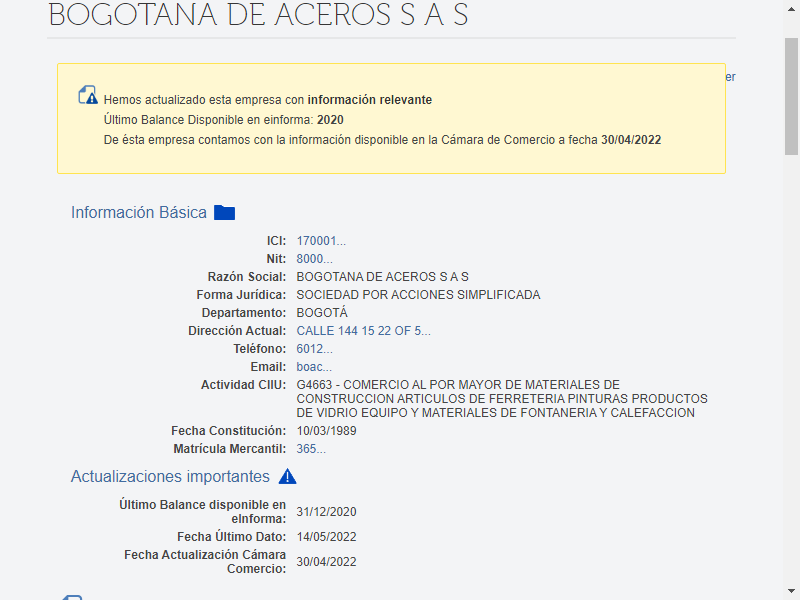 BOGOTANA DE ACEROS S A S
er
Hemos actualizado esta empresa con información relevante
Último Balance Disponible en einforma: 2020
De ésta empresa contamos con la información disponible en la Cámara de Comercio a fecha 30/04/2022
Información Básica
ICI: 170001...
Nit: 8000...
Razón Social: BOGOTANA DE ACEROS S A S
Forma Jurídica: SOCIEDAD POR ACCIONES SIMPLIFICADA
Departamento: BOGOTÁ
Dirección Actual: CALLE 144 15 22 OF 5...
Teléfono: 6012...
Email: boac...
Actividad CIIU: G4663 - COMERCIO AL POR MAYOR DE MATERIALES DE
CONSTRUCCION ARTICULOS DE FERRETERIA PINTURAS PRODUCTOS
DE VIDRIO EQUIPO Y MATERIALES DE FONTANERIA Y CALEFACCION
Fecha Constitución: 10/03/1989
Matrícula Mercantil: 365...
Actualizaciones importantes
Último Balance disponible en
eInforma: 31/12/2020
Fecha Último Dato: 14/05/2022
Fecha Actualización Cámara
Comercio: 30/04/2022